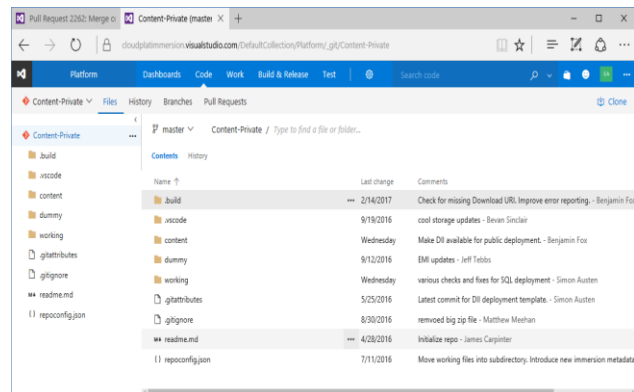 Pull Request 2262: Merge co
Content-Private (master
cloudplatimmersion.visualstudio.com/DefaultCollection/Platform/_git/Content-Private
Platform Dashboards Code Work Build & Release Test Search code
Content-Private Files History Branches Pull Requests Clone
Content-Private
.build
.vscode
content
dummy
working
.gitattributes
.gitignore
M+ readme.md
{} repoconfig.json
master Content-Private / Type to find a file or folder...
Contents History
Name ↑ Last change Comments
.build ••• 2/14/2017 Check for missing Download URI. Improve error reporting. - Benjamin Fox
.vscode 9/19/2016 cool storage updates - Bevan Sinclair
content Wednesday Make DII available for public deployment. - Benjamin Fox
dummy 9/12/2016 EMI updates - Jeff Tebbs
working Wednesday various checks and fixes for SQL deployment - Simon Austen
.gitattributes 5/25/2016 Latest commit for DII deployment template. - Simon Austen
.gitignore 8/30/2016 remvoed big zip file - Matthew Meehan
M+ readme.md ••• 4/28/2016 Initialize repo - James Carpinter
{} repoconfig.json 7/11/2016 Move working files into subdirectory. Introduce new immersion metadata